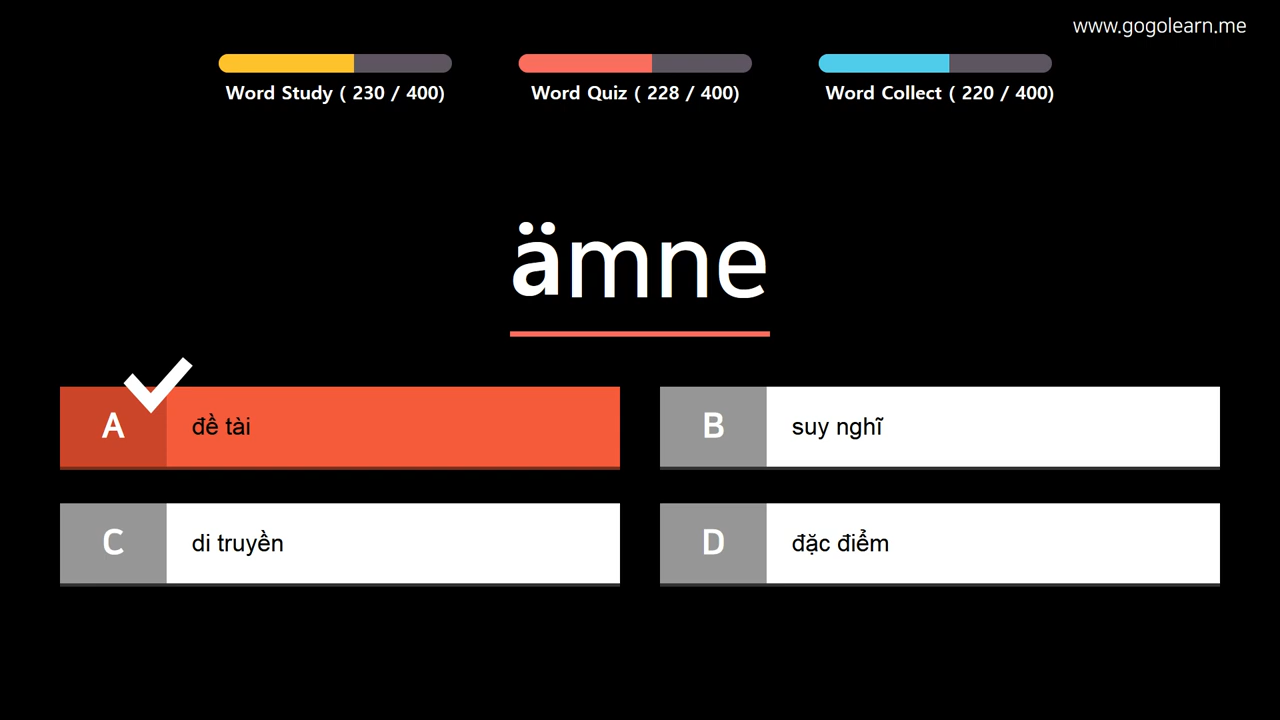 www.gogolearn.me
Word Study ( 230 / 400)
Word Quiz ( 228 / 400)
Word Collect ( 220 / 400)
ämne
A
đề tài
B
suy nghĩ
C
di truyền
D
đặc điểm